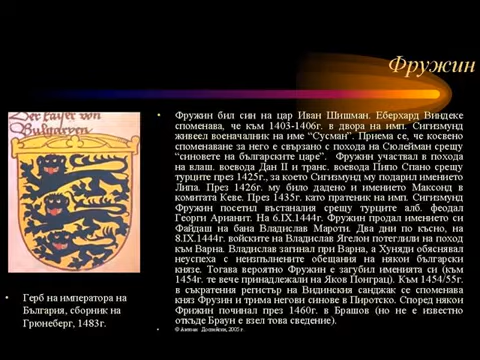 Фружин
Der kayser von
Bulgarien
• Фружин бил син на цар Иван Шишман. Еберхард Виндеке
споменава, че към 1403-1406г. в двора на имп. Сигизмунд
живеел военачалник на име “Сусман”. Приема се, че косвено
споменаване за него е свързано с похода на Сюлейман срещу
“синовете на българските царе”. Фружин участвал в похода
на влаш. воевода Дан II и транс. воевода Пипо Спано срещу
турците през 1425г., за което Сигизмунд му подарил имението
Липа. През 1426г. му било дадено и имението Максонд в
комитата Кеве. През 1435г. като пратеник на имп. Сигизмунд
Фружин посетил въстаналия срещу турците алб. феодал
Георги Арианит. На 6.IX.1444г. Фружин продал имението си
Файдаш на бана Владислав Мароти. Два дни по късно, на
8.IX.1444г. войските на Владислав Ягелон потеглили на поход
към Варна. Владислав загинал при Варна, а Хуняди обяснявал
неуспеха с неизпълнените обещания на някои български
князе. Тогава вероятно Фружин е загубил именията си (към
1454г. те вече принадлежали на Яков Понграц). Към 1454/55г.
в съкратения регистър на Видинския санджак се споменава
княз Фрузин и трима негови синове в Пиротско. Според някои
Фрижин починал през 1460г. в Брашов (но не е известно
откъде Браун е взел това сведение).
• © Ангяни Достойни, 2005 г.
• Герб на императора на
България, сборник на
Грюнеберг, 1483г.